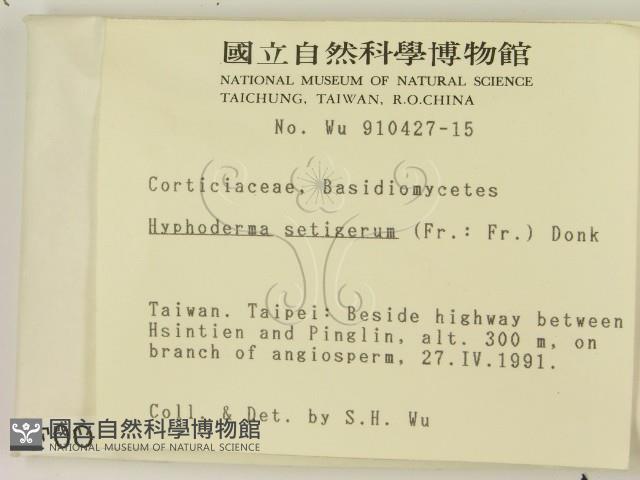 國立自然科學博物館
NATIONAL MUSEUM OF NATURAL SCIENCE
TAICHUNG, TAIWAN, R.O.CHINA
No. Wu 910427-15
Corticiaceae, Basidiomycetes
Hyphoderma setigerum (Fr.: Fr.) Donk
Taiwan. Taipei: Beside highway between
Hsintien and Pinglin, alt. 300 m, on
branch of angiosperm, 27.IV.1991.
Coll. & Det. by S.H. Wu
國立自然科學博物館
NATIONAL MUSEUM OF NATURAL SCIENCE